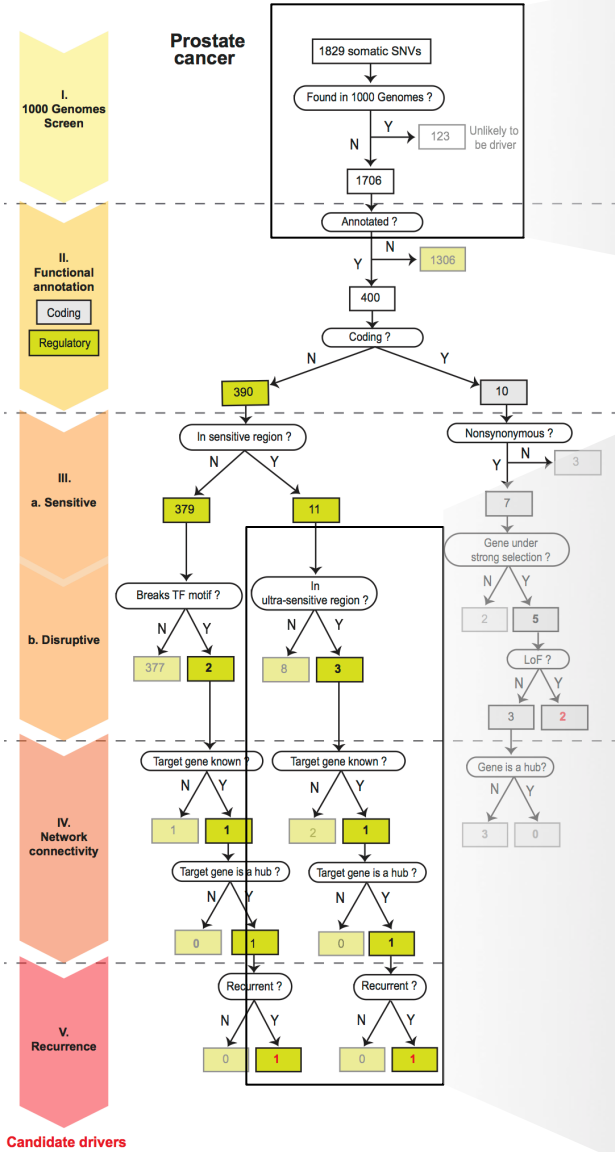 Prostate
cancer
1829 somatic SNVs
I.
1000 Genomes
Screen
Found in 1000 Genomes ?
Y
N
123
Unlikely to
be driver
1706
Annotated ?
N
Y
1306
II.
Functional
annotation
Coding
Regulatory
400
Coding ?
N
Y
390
10
In sensitive region ?
Nonsynonymous ?
N
Y
Y
N
3
III.
a. Sensitive
379
11
7
Gene under
strong selection ?
Breaks TF motif ?
In
ultra-sensitive region ?
N
Y
N
Y
N
Y
2
5
b. Disruptive
377
2
8
3
LoF ?
N
Y
3
2
Target gene known ?
Target gene known ?
Gene is a hub?
N
Y
N
Y
N
Y
IV.
Network
connectivity
1
1
2
1
3
0
Target gene is a hub ?
Target gene is a hub ?
N
Y
N
Y
0
1
0
1
Recurrent ?
Recurrent ?
N
Y
N
Y
V.
Recurrence
0
1
0
1
Candidate drivers